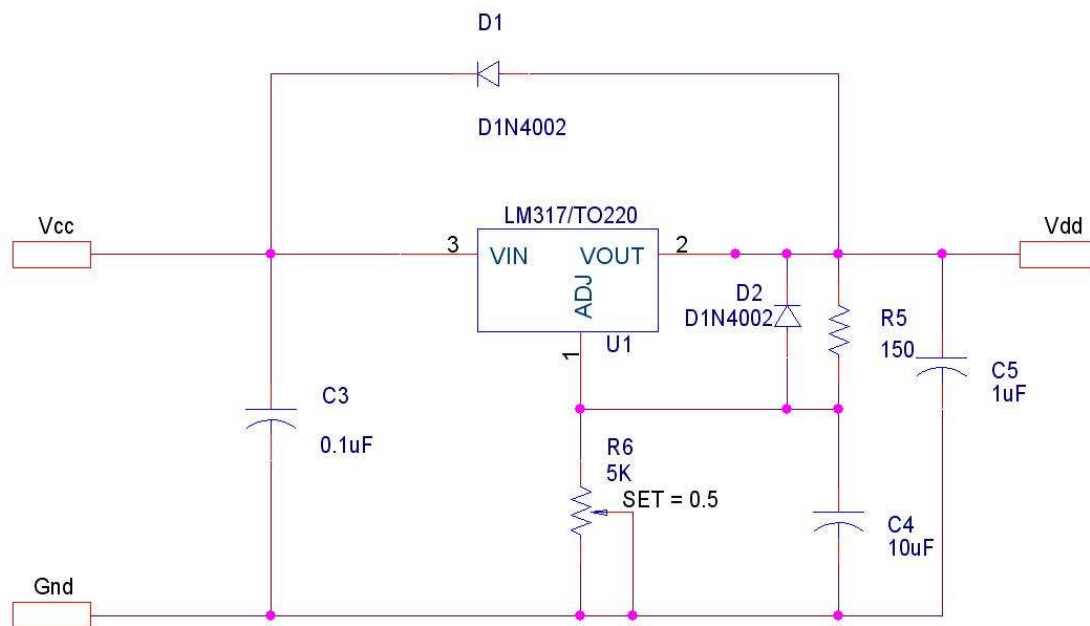 D1
D1N4002
LM317/TO220
Vcc
Vdd
3
VIN
VOUT
2
ADJ
D2
D1N4002
R5
150
U1
1
C5
1uF
C3
0.1uF
R6
5K
SET = 0.5
C4
10uF
Gnd